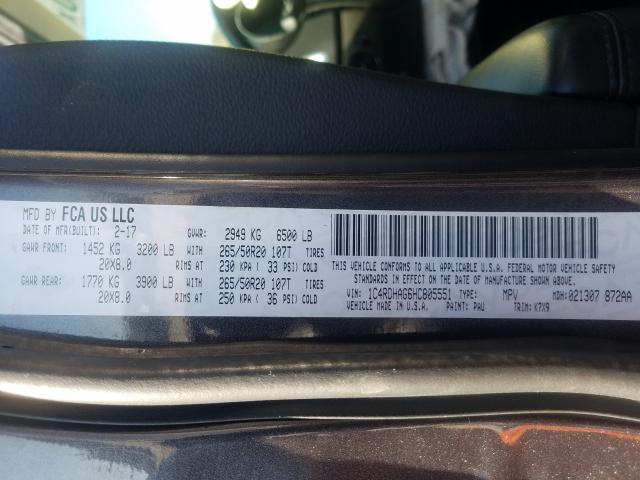 MFD BY FCA US LLC
DATE OF MFR(BUILT): 2-17 GVWR: 2949 KG 6500 LB
GAWR FRONT: 1452 KG 3200 LB WITH 265/50R20 107T TIRES
20X8.0 RIMS AT 230 KPA ( 33 PSI) COLD
GAWR REAR: 1770 KG 3900 LB WITH 265/50R20 107T TIRES
20X8.0 RIMS AT 250 KPA ( 36 PSI) COLD
THIS VEHICLE CONFORMS TO ALL APPLICABLE U.S.A. FEDERAL MOTOR VEHICLE SAFETY,
BUMPER, AND THEFT PREVENTION STANDARDS IN EFFECT ON THE
DATE OF MANUFACTURE SHOWN ABOVE
VIN: 1C4RDHAG6HC805551 TYPE: MPV MDH: 021307 872AA
VEHICLE MADE IN U.S.A. PAINT: PAU TRIM: K7X9